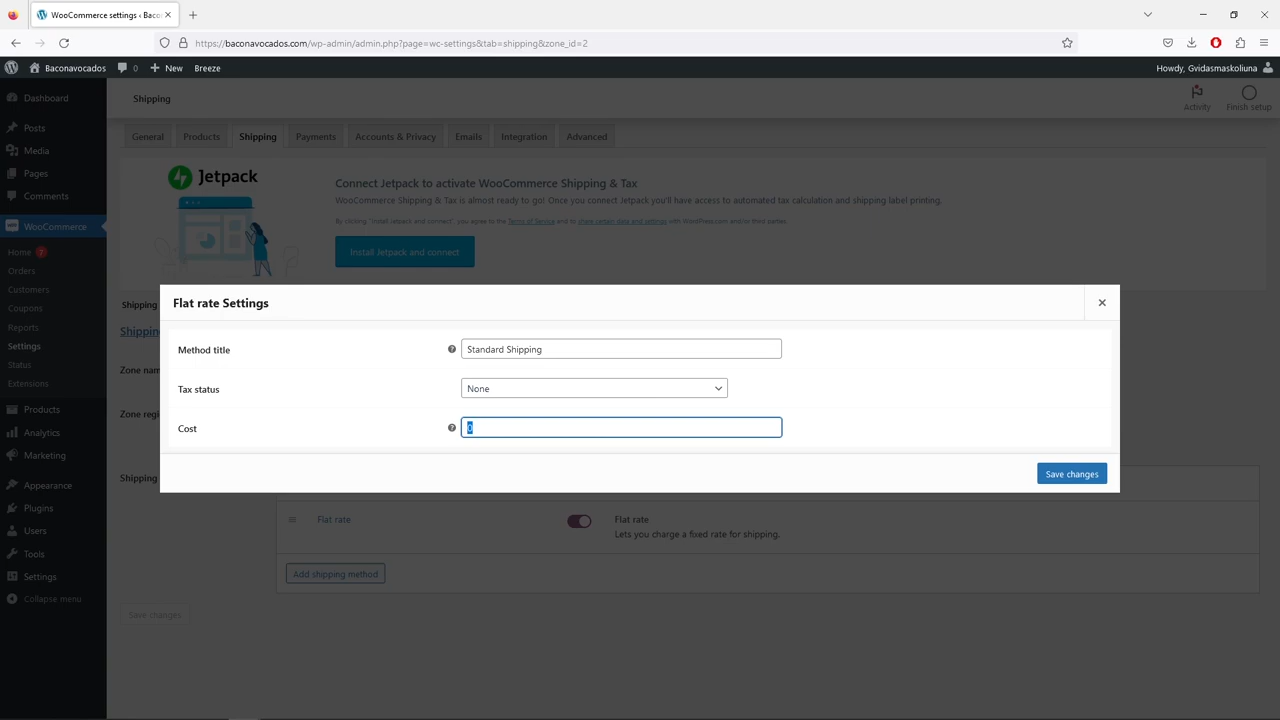 WooCommerce settings ‹ Baco
https://baconavocados.com/wp-admin/admin.php?page=wc-settings&tab=shipping&zone_id=2
Baconavocados
0
New
Breeze
Howdy, Gvidasmaskoliuna
Dashboard
Posts
Media
Pages
Comments
WooCommerce
Home 7
Orders
Customers
Coupons
Reports
Settings
Status
Extensions
Products
Analytics
Marketing
Appearance
Plugins
Users
Tools
Settings
Collapse menu
Shipping
Activity
Finish setup
General
Products
Shipping
Payments
Accounts & Privacy
Emails
Integration
Advanced
Jetpack
Connect Jetpack to activate WooCommerce Shipping & Tax
WooCommerce Shipping & Tax is almost ready to go! Once you connect Jetpack you'll have access to automated tax calculation and shipping label printing.
By clicking "Install Jetpack and connect", you agree to the Terms of Service and to share certain data and settings with WordPress.com and/or third parties.
Install Jetpack and connect
Shipping
Shipping
Zone nam
Zone regi
Shipping
Flat rate Settings
Method title
Standard Shipping
Tax status
None
Cost
0
Save changes
Flat rate
Flat rate
Lets you charge a fixed rate for shipping.
Add shipping method
Save changes